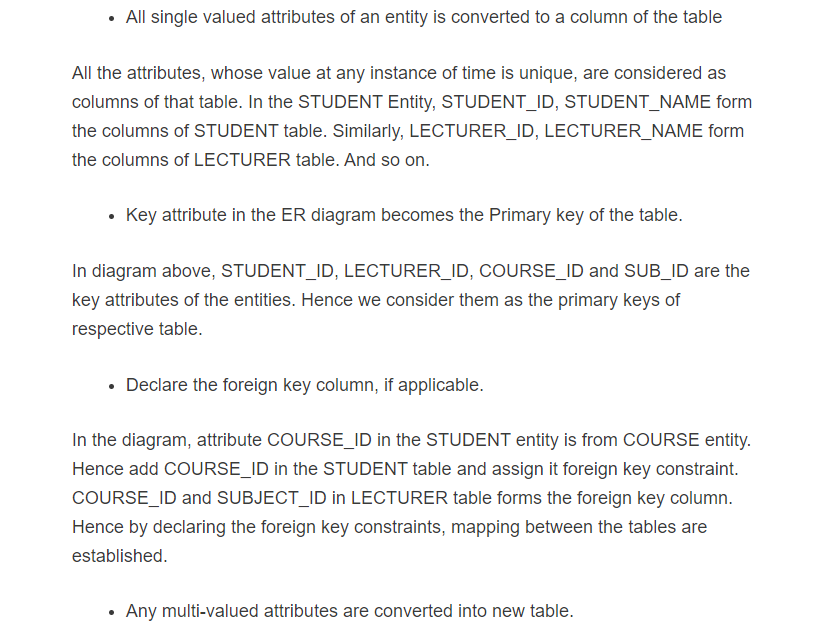 • All single valued attributes of an entity is converted to a column of the table
All the attributes, whose value at any instance of time is unique, are considered as
columns of that table. In the STUDENT Entity, STUDENT_ID, STUDENT_NAME form
the columns of STUDENT table. Similarly, LECTURER_ID, LECTURER_NAME form
the columns of LECTURER table. And so on.
• Key attribute in the ER diagram becomes the Primary key of the table.
In diagram above, STUDENT_ID, LECTURER_ID, COURSE_ID and SUB_ID are the
key attributes of the entities. Hence we consider them as the primary keys of
respective table.
• Declare the foreign key column, if applicable.
In the diagram, attribute COURSE_ID in the STUDENT entity is from COURSE entity.
Hence add COURSE_ID in the STUDENT table and assign it foreign key constraint.
COURSE_ID and SUBJECT_ID in LECTURER table forms the foreign key column.
Hence by declaring the foreign key constraints, mapping between the tables are
established.
• Any multi-valued attributes are converted into new table.